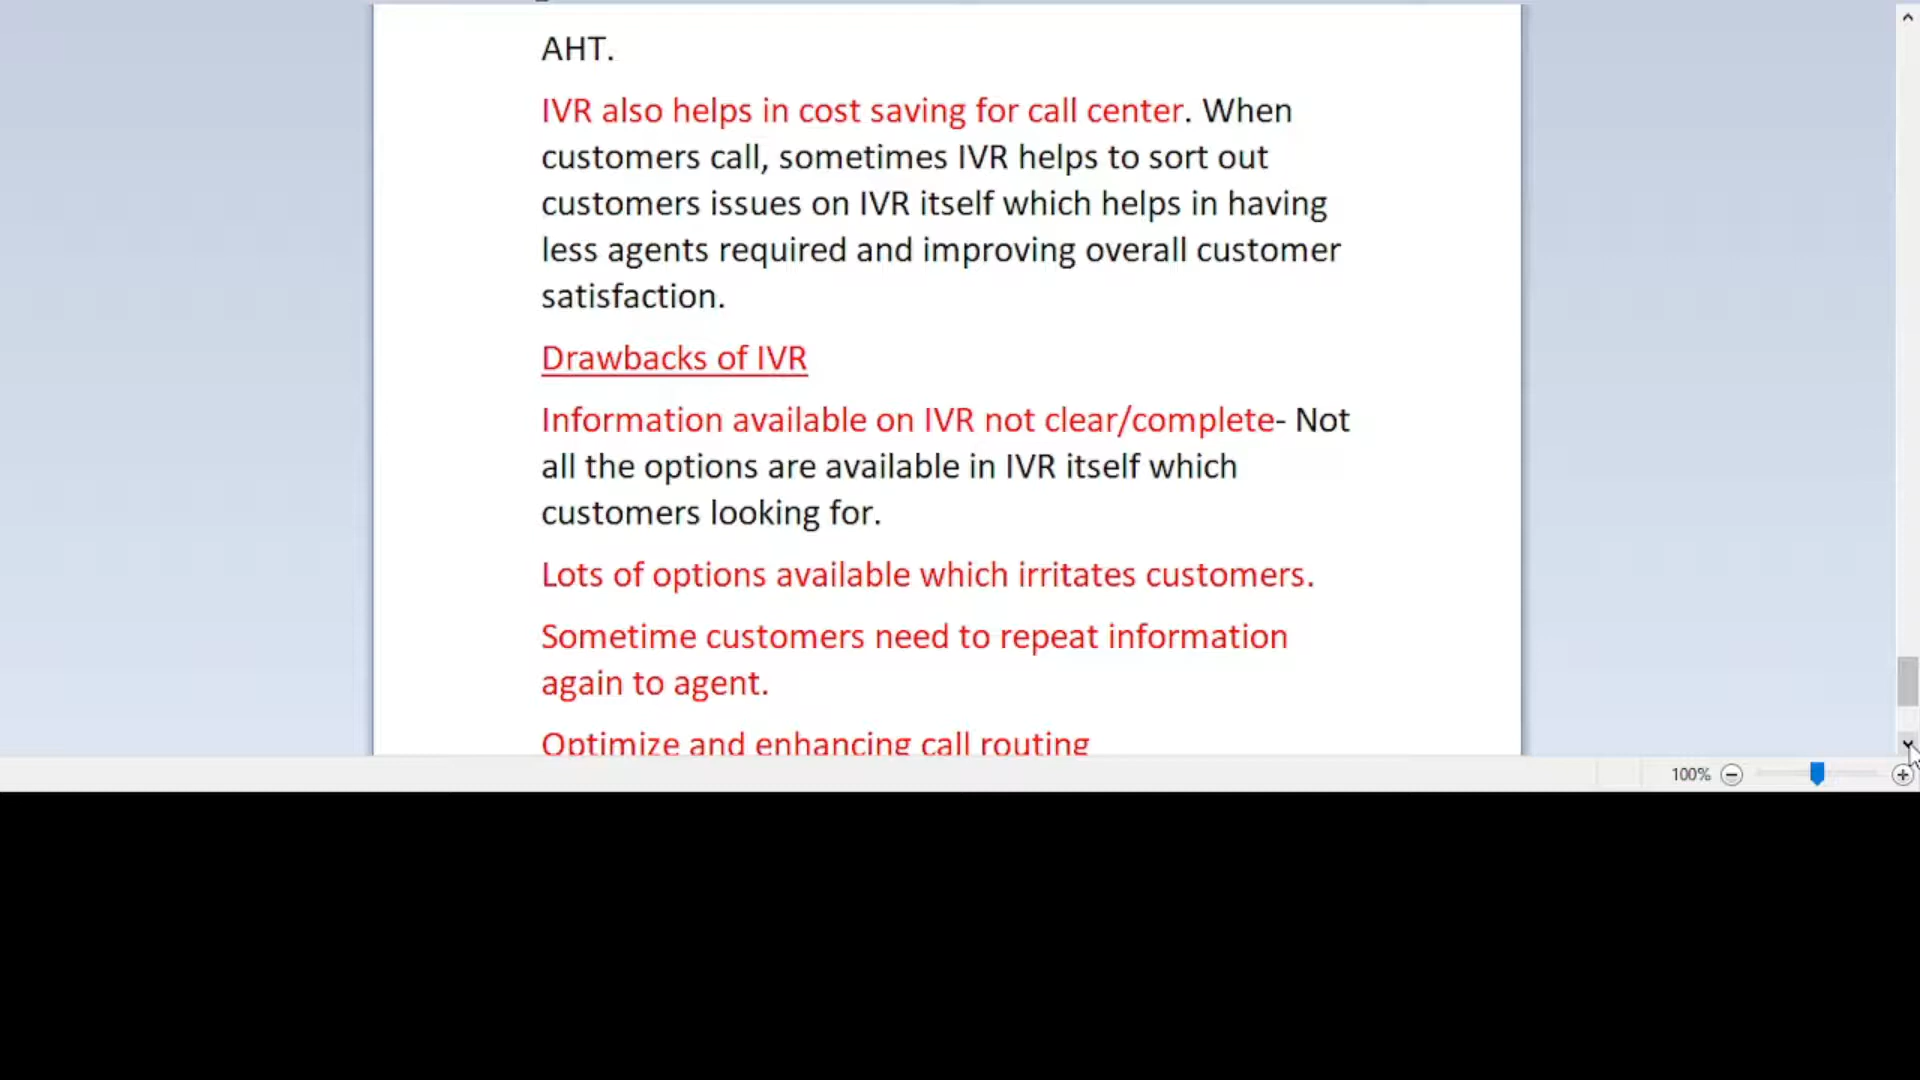 AHT.
IVR also helps in cost saving for call center. When
customers call, sometimes IVR helps to sort out
customers issues on IVR itself which helps in having
less agents required and improving overall customer
satisfaction.
Drawbacks of IVR
Information available on IVR not clear/complete- Not
all the options are available in IVR itself which
customers looking for.
Lots of options available which irritates customers.
Sometime customers need to repeat information
again to agent.
Optimize and enhancing call routing
100%